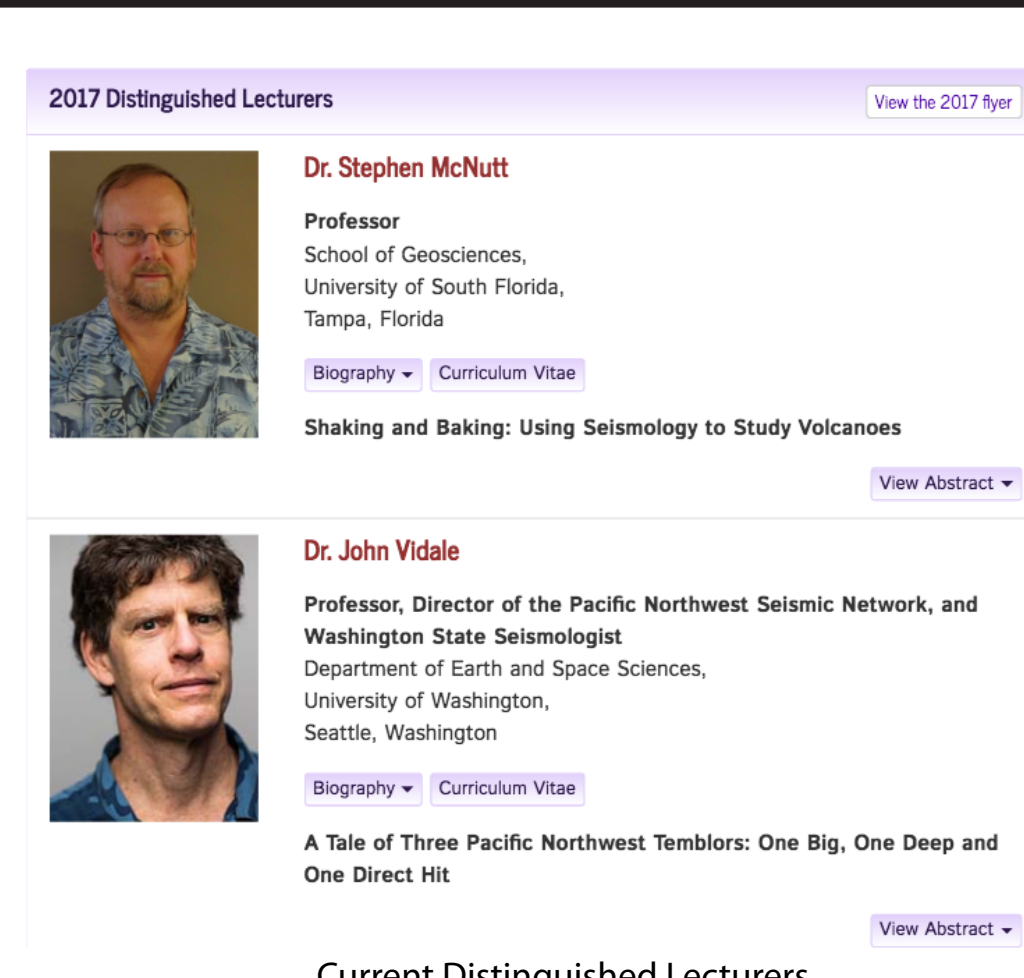 2017 Distinguished Lecturers
View the 2017 flyer
Dr. Stephen McNutt
Professor
School of Geosciences,
University of South Florida,
Tampa, Florida
Biography
Curriculum Vitae
Shaking and Baking: Using Seismology to Study Volcanoes
View Abstract
Dr. John Vidale
Professor, Director of the Pacific Northwest Seismic Network, and
Washington State Seismologist
Department of Earth and Space Sciences,
University of Washington,
Seattle, Washington
Biography
Curriculum Vitae
A Tale of Three Pacific Northwest Temblors: One Big, One Deep and
One Direct Hit
View Abstract
Current Distinguished Lecturers